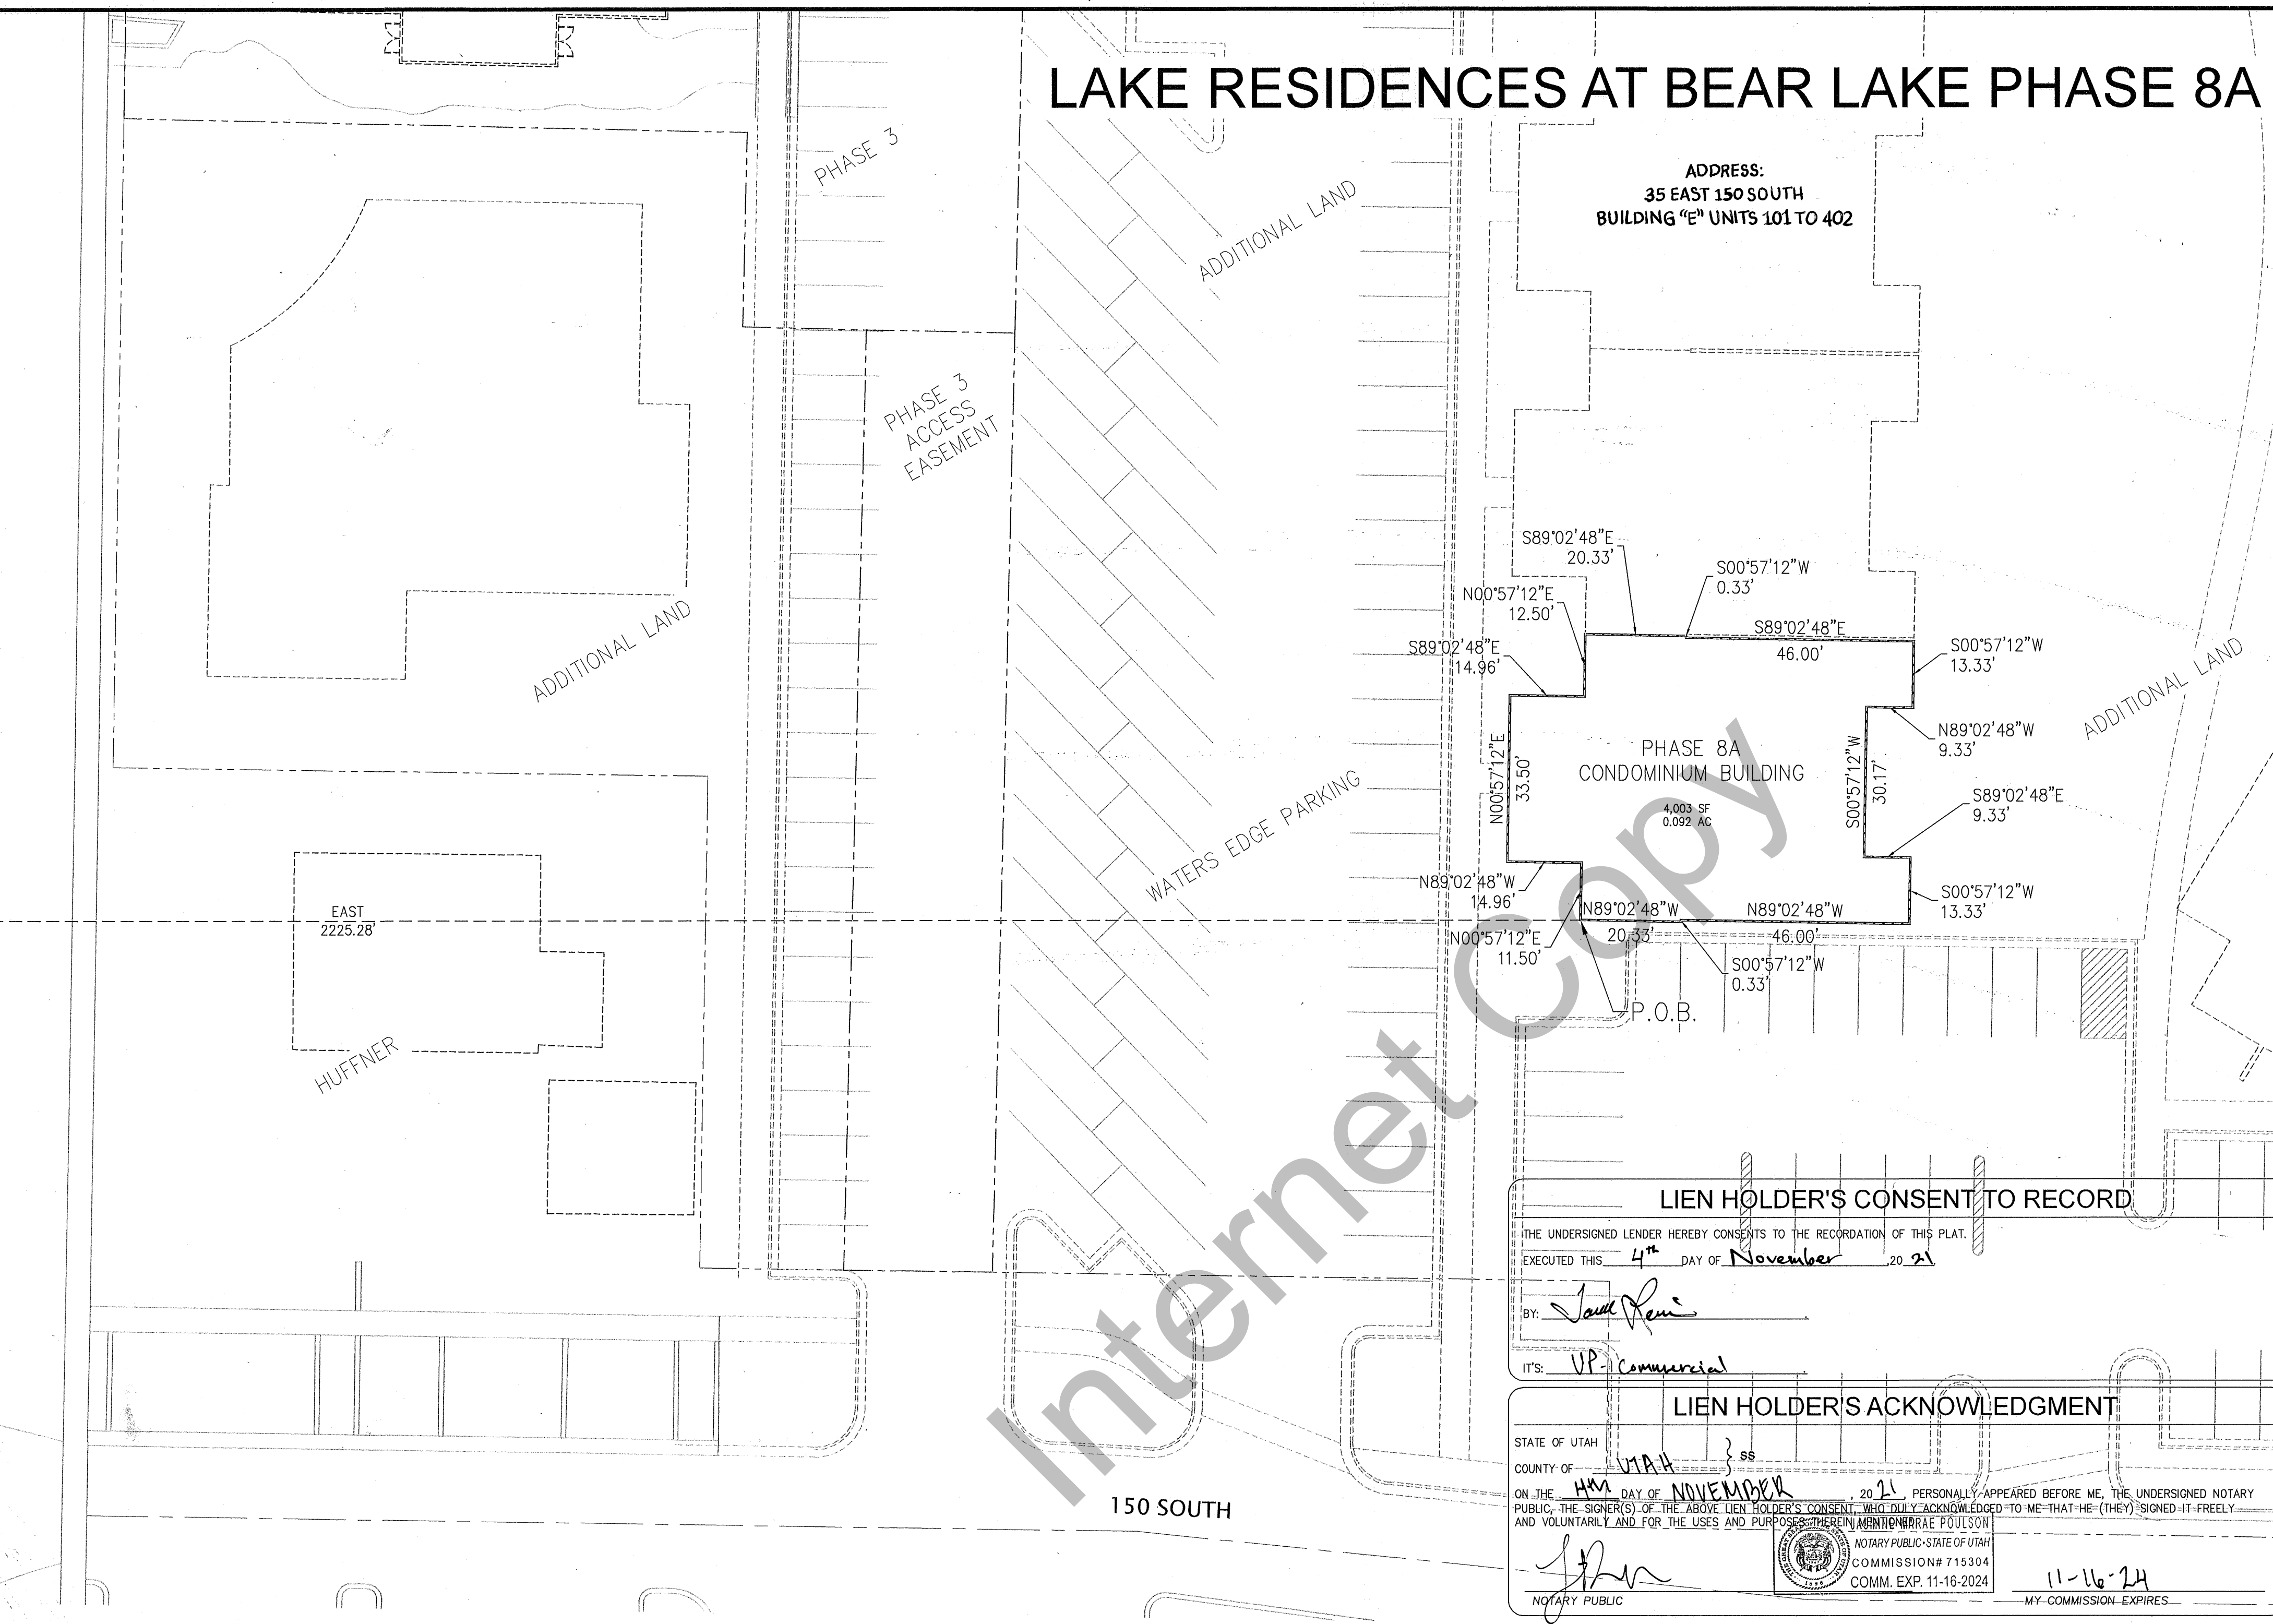 LAKE RESIDENCES AT BEAR LAKE PHASE 8A
ADDRESS:
35 EAST 150 SOUTH
BUILDING "E" UNITS 101 TO 402
PHASE 3
ADDITIONAL LAND
PHASE 3
ACCESS
EASEMENT
ADDITIONAL LAND
WATERS EDGE PARKING
ADDITIONAL LAND
EAST
2225.28'
HUFFNER
S89°02'48"E
20.33'
S00°57'12"W
0.33'
N00°57'12"E
12.50'
S89°02'48"E
46.00'
S89°02'48"E
14.96'
S00°57'12"W
13.33'
N89°02'48"W
9.33'
N00°57'12"E
33.50'
PHASE 8A
CONDOMINIUM BUILDING
4,003 SF
0.092 AC
S00°57'12"W
30.17'
S89°02'48"E
9.33'
N89°02'48"W
14.96'
S00°57'12"W
13.33'
N89°02'48"W
20.33'
N89°02'48"W
46.00'
N00°57'12"E
11.50'
S00°57'12"W
0.33'
P.O.B.
Internet Copy
150 SOUTH
LIEN HOLDER'S CONSENT TO RECORD
THE UNDERSIGNED LENDER HEREBY CONSENTS TO THE RECORDATION OF THIS PLAT.
EXECUTED THIS 4th DAY OF November ,20 21.
BY:
IT'S: VP- Commercial
LIEN HOLDER'S ACKNOWLEDGMENT
STATE OF UTAH
COUNTY OF UTAH } SS
ON THE 4TH DAY OF NOVEMBER , 20 21, PERSONALLY APPEARED BEFORE ME, THE UNDERSIGNED NOTARY
PUBLIC, THE SIGNER(S) OF THE ABOVE LIEN HOLDER'S CONSENT, WHO DULY ACKNOWLEDGED TO ME THAT HE (THEY) SIGNED IT FREELY
AND VOLUNTARILY AND FOR THE USES AND PURPOSES THEREIN MENTIONED.
POULSON
NOTARY PUBLIC•STATE OF UTAH
COMMISSION# 715304
COMM. EXP. 11-16-2024
11-16-24
NOTARY PUBLIC
MY COMMISSION EXPIRES